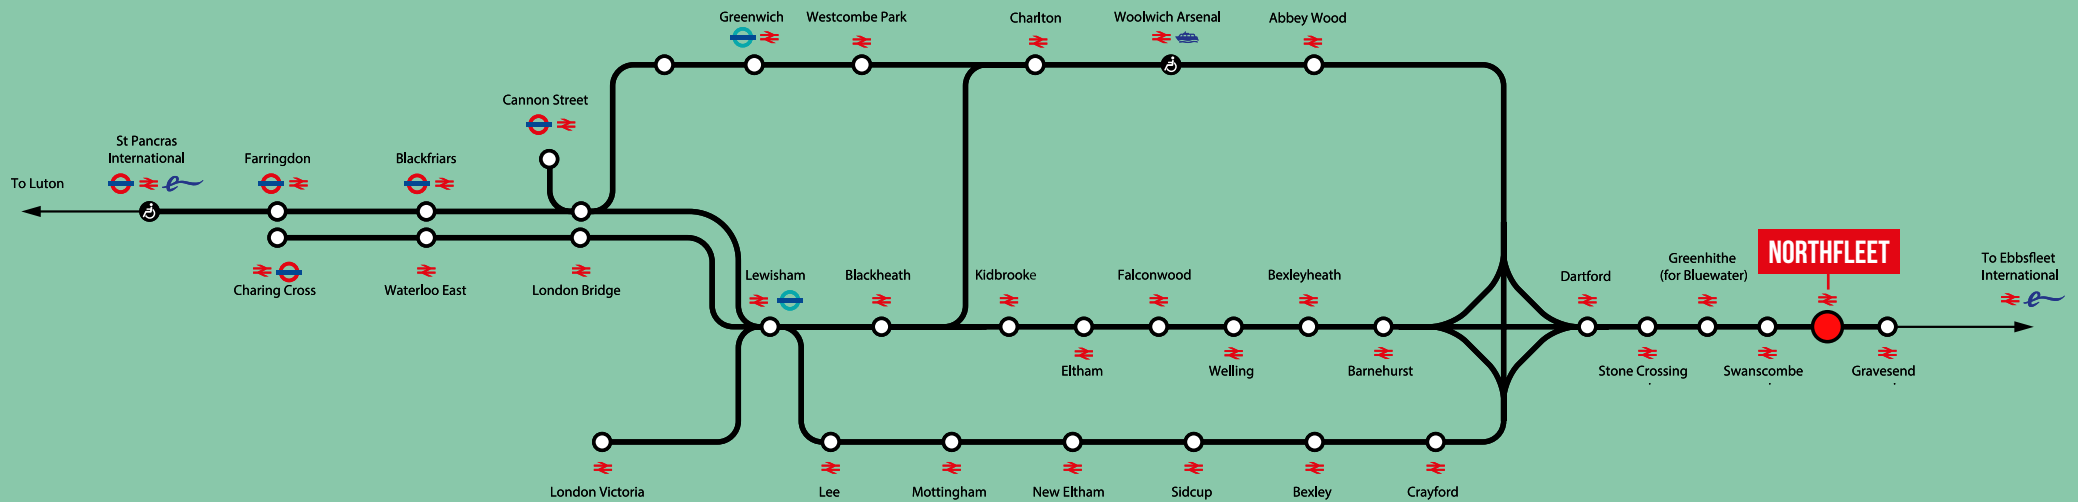 Greenwich
Westcombe Park
Charlton
Woolwich Arsenal
Abbey Wood
Cannon Street
St Pancras
International
Farringdon
Blackfriars
To Luton
Charing Cross
Waterloo East
London Bridge
Lewisham
Blackheath
Kidbrooke
Falconwood
Bexleyheath
Dartford
Greenhithe
(for Bluewater)
NORTHFLEET
To Ebbsfleet
International
Eltham
Welling
Barnehurst
Stone Crossing
Swanscombe
Gravesend
London Victoria
Lee
Mottingham
New Eltham
Sidcup
Bexley
Crayford